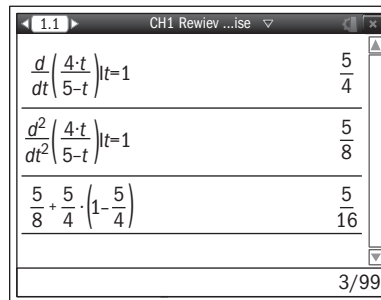 1.1 CH1 Rewiev ...ise
d/dt(4·t/5–t)|t=1 5/4
d²/dt²(4·t/5–t)|t=1 5/8
5/8 + 5/4 · (1–5/4) 5/16
3/99